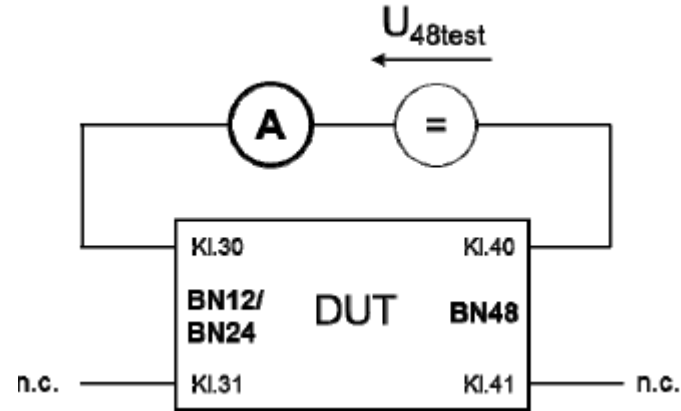 U48test
A
=
Kl.30
Kl.40
BN12/
BN24
DUT
BN48
n.c.
Kl.31
Kl.41
n.c.